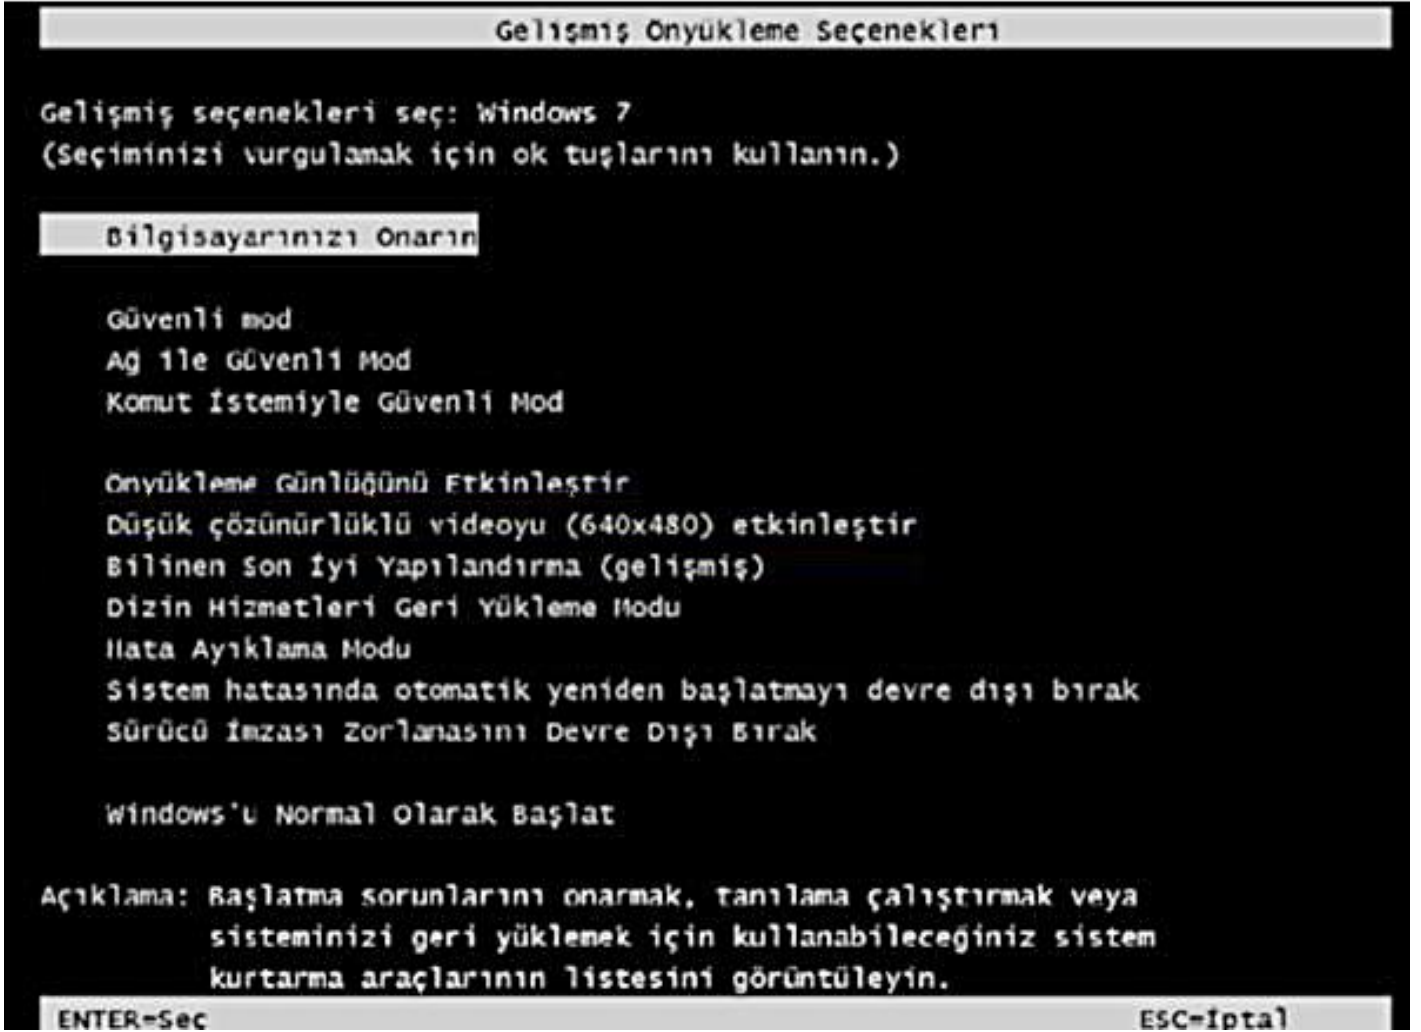 Gelişmiş Önyükleme Seçenekleri
Gelişmiş seçenekleri seç: Windows 7
(Seçiminizi vurgulamak için ok tuşlarını kullanın.)
Bilgisayarınızı Onarın
Güvenli mod
Ağ ile Güvenli Mod
Komut İstemiyle Güvenli Mod
Önyükleme Günlüğünü Etkinleştir
Düşük çözünürlüklü videoyu (640x480) etkinleştir
Bilinen Son İyi Yapılandırma (gelişmiş)
Dizin Hizmetleri Geri Yükleme Modu
Hata Ayıklama Modu
Sistem hatasında otomatik yeniden başlatmayı devre dışı bırak
Sürücü İmzası Zorlanasını Devre Dışı Bırak
Windows'u Normal Olarak Başlat
Açıklama: Başlatma sorunlarını onarmak, tanılama çalıştırmak veya
sisteminizi geri yüklemek için kullanabileceğiniz sistem
kurtarma araçlarının listesini görüntüleyin.
ENTER=Seç ESC=İptal